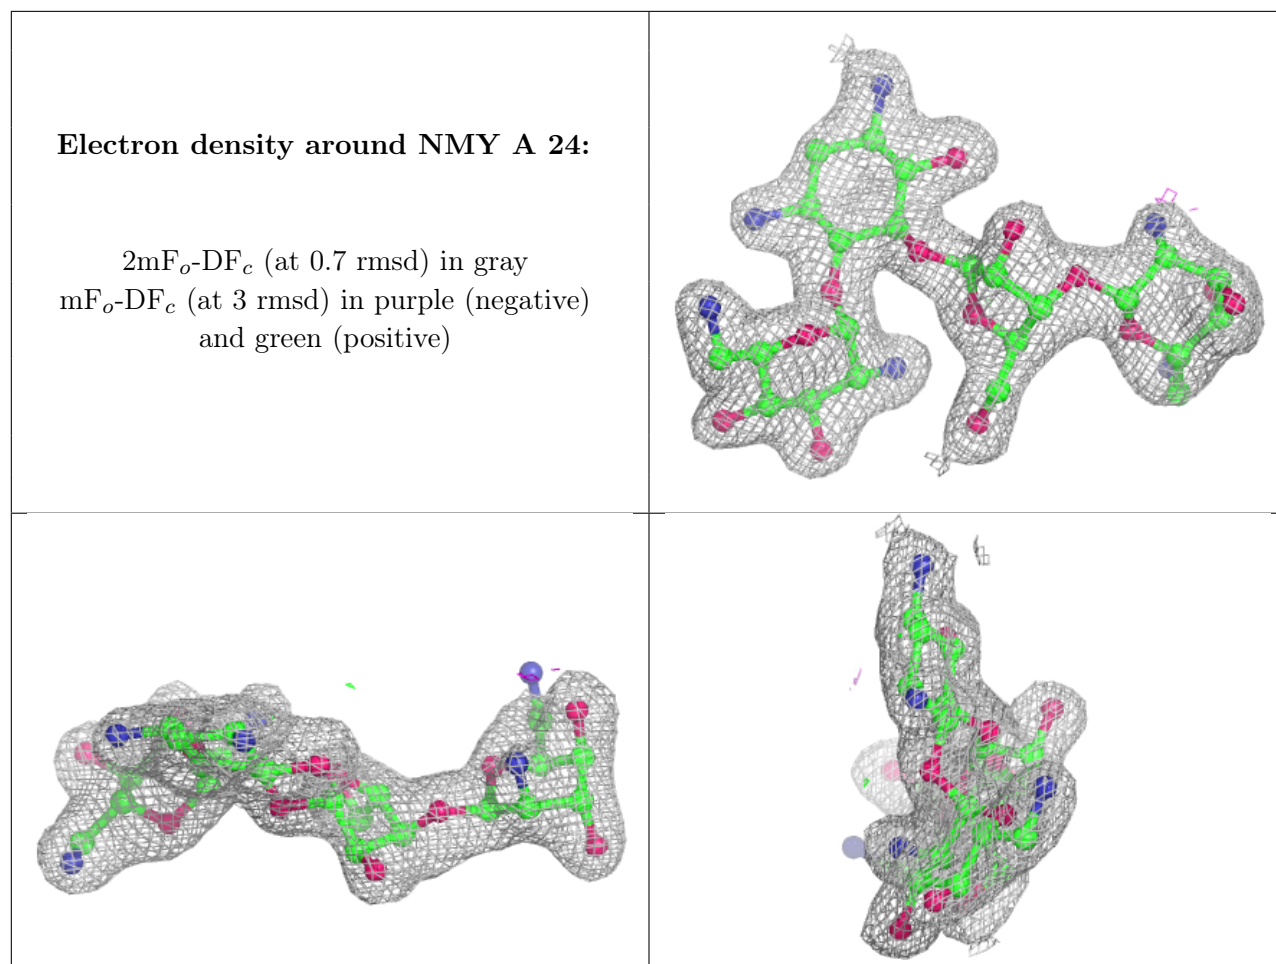 Electron density around NMY A 24:
2mFₒ-DF𝒸 (at 0.7 rmsd) in gray
mFₒ-DF𝒸 (at 3 rmsd) in purple (negative)
and green (positive)